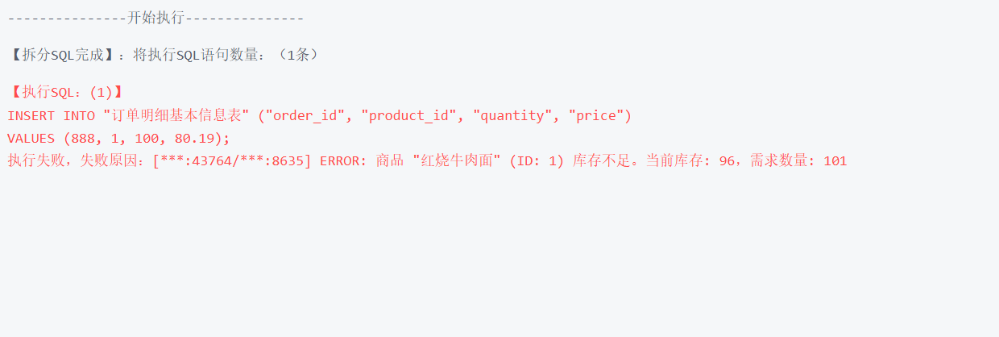 ---------------开始执行---------------
【拆分SQL完成】：将执行SQL语句数量：（1条）
【执行SQL：(1)】
INSERT INTO "订单明细基本信息表" ("order_id", "product_id", "quantity", "price")
VALUES (888, 1, 100, 80.19);
执行失败，失败原因：[***:43764/***:8635] ERROR: 商品 "红烧牛肉面" (ID: 1) 库存不足。当前库存: 96，需求数量: 101